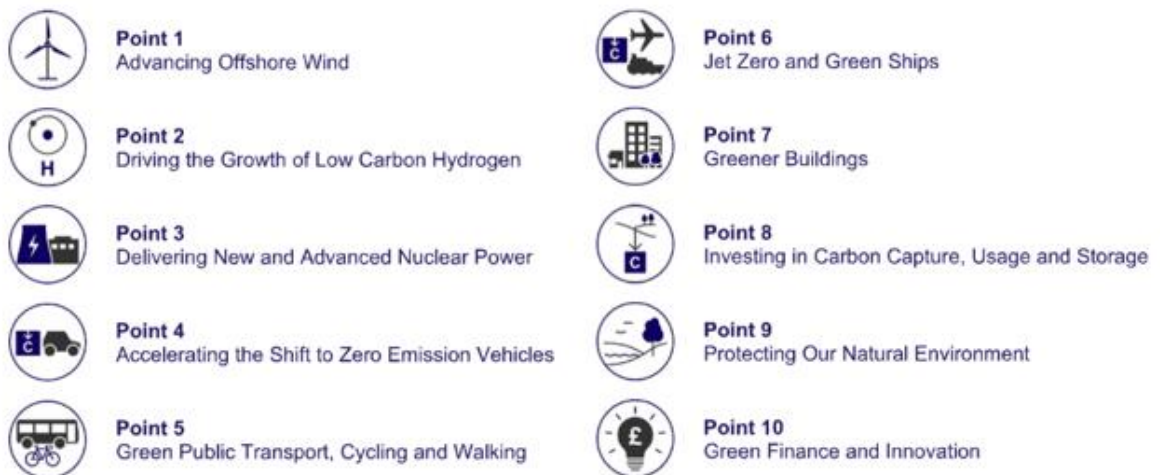 Point 1
Advancing Offshore Wind
H
Point 2
Driving the Growth of Low Carbon Hydrogen
Point 3
Delivering New and Advanced Nuclear Power
C
Point 4
Accelerating the Shift to Zero Emission Vehicles
Point 5
Green Public Transport, Cycling and Walking
C
Point 6
Jet Zero and Green Ships
Point 7
Greener Buildings
C
Point 8
Investing in Carbon Capture, Usage and Storage
Point 9
Protecting Our Natural Environment
£
Point 10
Green Finance and Innovation